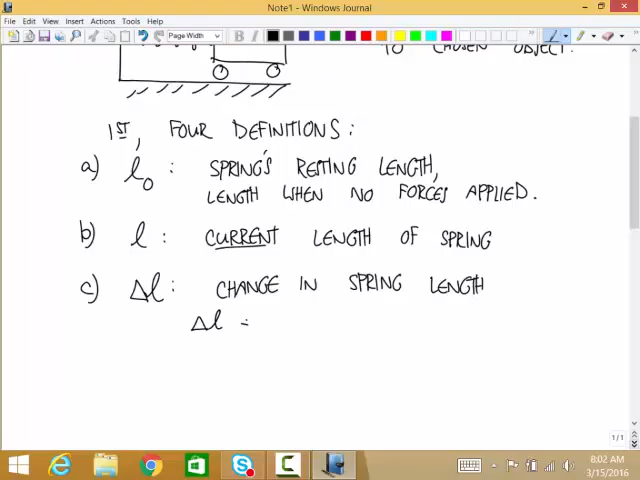 Note1 - Windows Journal
File Edit View Insert Actions Tools Help
Page Width
TO CHOSEN OBJECT.
1ST, FOUR DEFINITIONS:
a) l0: SPRING'S RESTING LENGTH,
LENGTH WHEN NO FORCES APPLIED.
b) l: CURRENT LENGTH OF SPRING
c) Δl: CHANGE IN SPRING LENGTH
Δl =
1/1
8:02 AM
3/15/2016